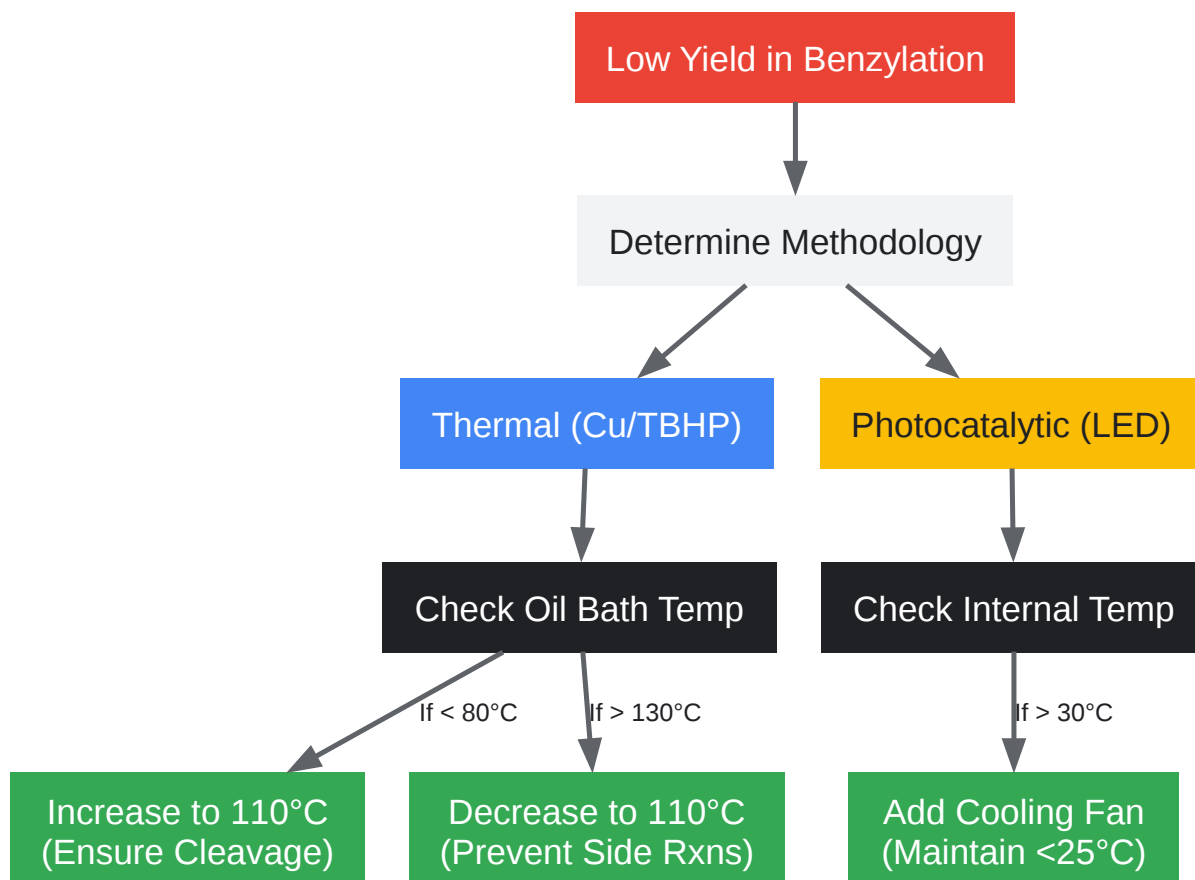 Low Yield in Benzylation
Determine Methodology
Thermal (Cu/TBHP)
Photocatalytic (LED)
Check Oil Bath Temp
Check Internal Temp
If < 80°C
If > 130°C
If > 30°C
Increase to 110°C
(Ensure Cleavage)
Decrease to 110°C
(Prevent Side Rxns)
Add Cooling Fan
(Maintain <25°C)